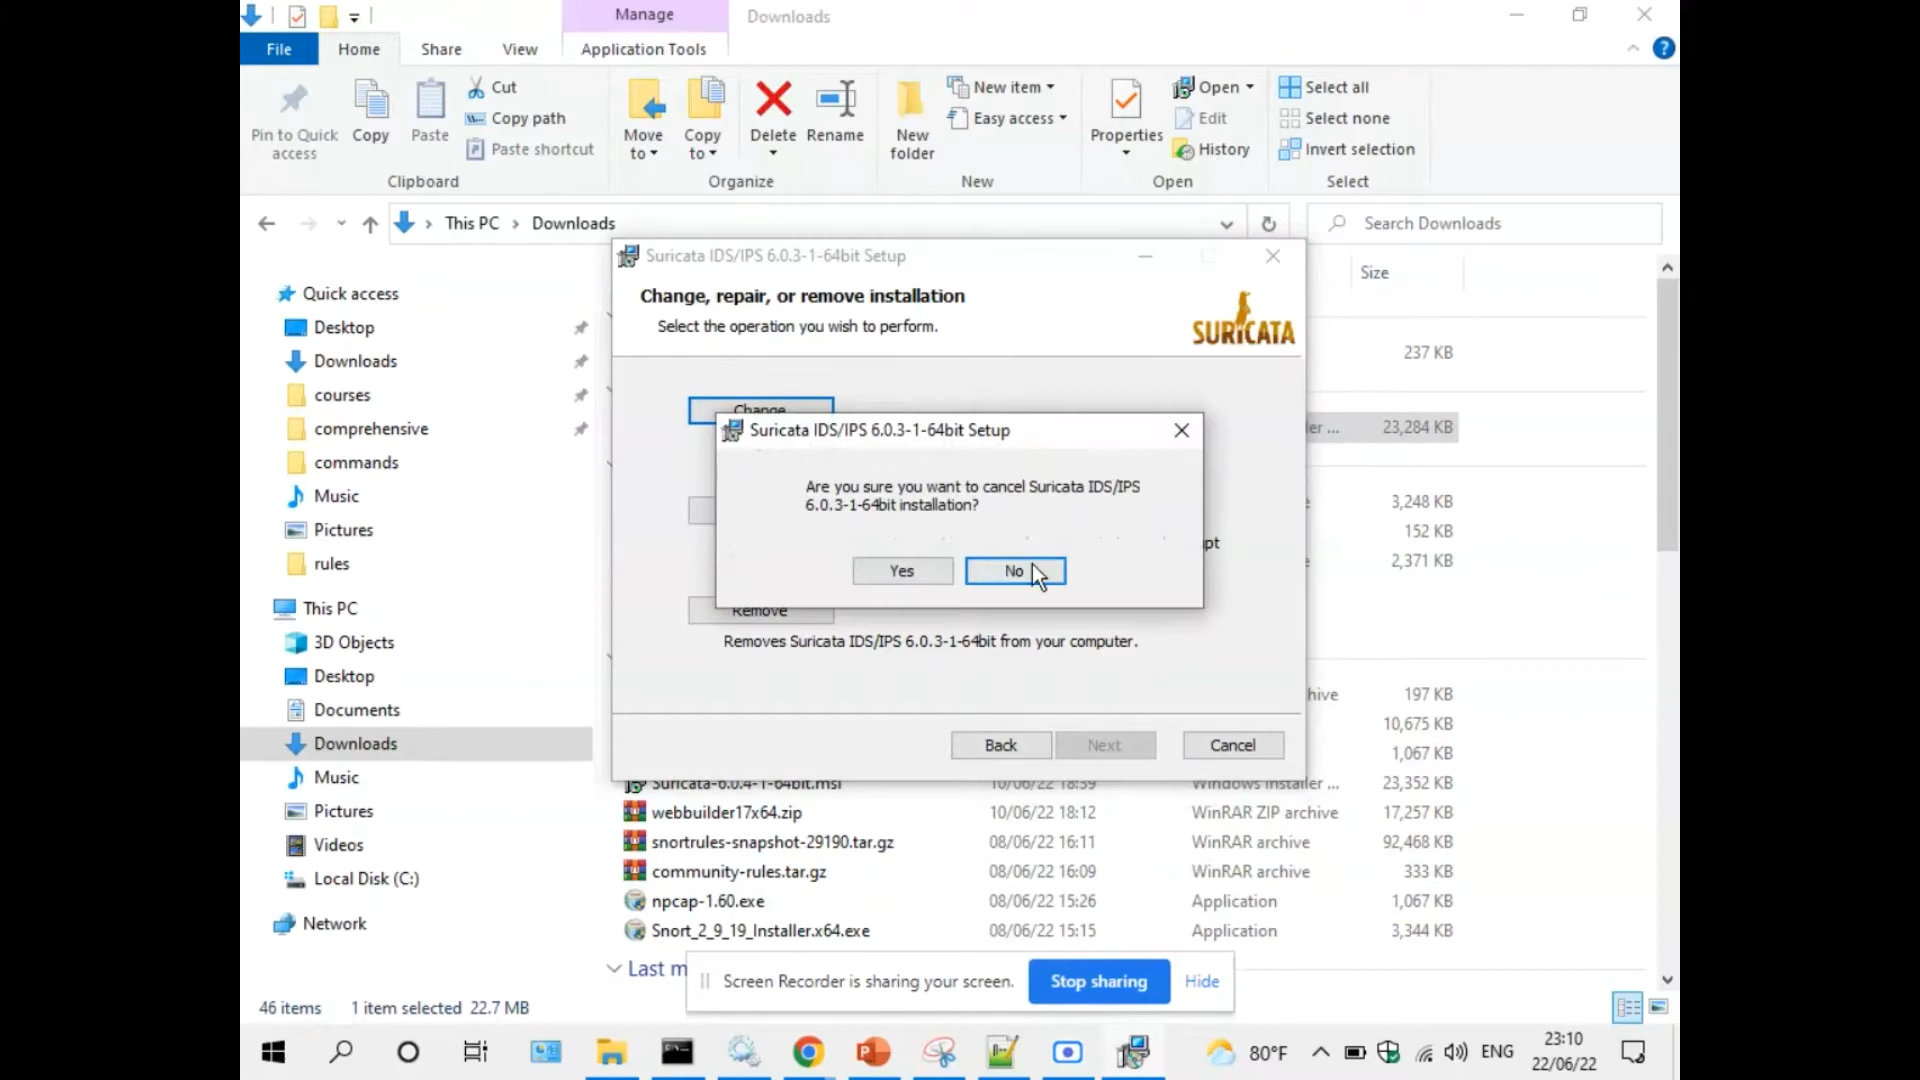 Manage
Downloads
File
Home
Share
View
Application Tools
Pin to Quick access
Copy
Paste
Cut
Copy path
Paste shortcut
Clipboard
Move to
Copy to
Delete
Rename
Organize
New folder
New item
Easy access
New
Properties
Open
Edit
History
Open
Select all
Select none
Invert selection
Select
This PC
Downloads
Search Downloads
Quick access
Desktop
Downloads
courses
comprehensive
commands
Music
Pictures
rules
This PC
3D Objects
Desktop
Documents
Downloads
Music
Pictures
Videos
Local Disk (C:)
Network
Suricata IDS/IPS 6.0.3-1-64bit Setup
Change, repair, or remove installation
Select the operation you wish to perform.
SURICATA
Change
Suricata IDS/IPS 6.0.3-1-64bit Setup
Are you sure you want to cancel Suricata IDS/IPS
6.0.3-1-64bit installation?
Yes
No
Remove
Removes Suricata IDS/IPS 6.0.3-1-64bit from your computer.
Back
Next
Cancel
Size
237 KB
23,284 KB
3,248 KB
152 KB
2,371 KB
197 KB
10,675 KB
1,067 KB
Suricata-6.0.4-1-64bit.msi 10/06/22 18:59 Windows Installer ... 23,352 KB
webbuilder17x64.zip 10/06/22 18:12 WinRAR ZIP archive 17,257 KB
snortrules-snapshot-29190.tar.gz 08/06/22 16:11 WinRAR archive 92,468 KB
community-rules.tar.gz 08/06/22 16:09 WinRAR archive 333 KB
npcap-1.60.exe 08/06/22 15:26 Application 1,067 KB
Snort_2_9_19_Installer.x64.exe 08/06/22 15:15 Application 3,344 KB
Last m
Screen Recorder is sharing your screen.
Stop sharing
Hide
46 items
1 item selected 22.7 MB
80°F
ENG
23:10
22/06/22